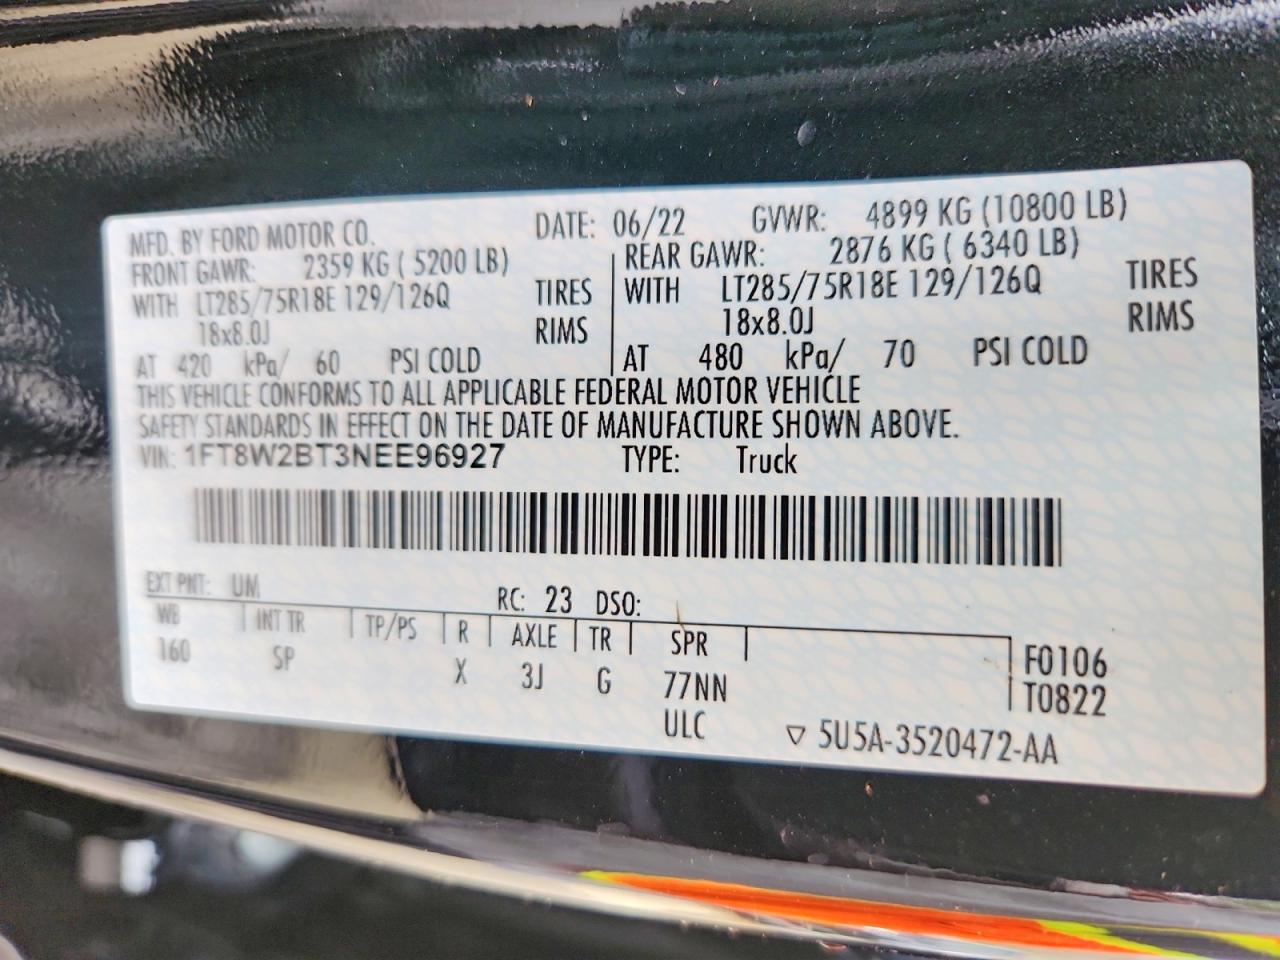 MFD. BY FORD MOTOR CO. DATE: 06/22 GVWR: 4899 KG (10800 LB)
FRONT GAWR: 2359 KG ( 5200 LB) REAR GAWR: 2876 KG ( 6340 LB)
WITH LT285/75R18E 129/126Q TIRES WITH LT285/75R18E 129/126Q TIRES
18x8.0J RIMS 18x8.0J RIMS
AT 420 kPa/ 60 PSI COLD AT 480 kPa/ 70 PSI COLD
THIS VEHICLE CONFORMS TO ALL APPLICABLE FEDERAL MOTOR VEHICLE
SAFETY STANDARDS IN EFFECT ON THE DATE OF MANUFACTURE SHOWN ABOVE.
VIN: 1FT8W2BT3NEE96927 TYPE: Truck
EXT PNT: UM RC: 23 DSO:
WB INT TR TP/PS R AXLE TR SPR F0106
160 SP X 3J G 77NN T0822
ULC ▽ 5U5A-3520472-AA